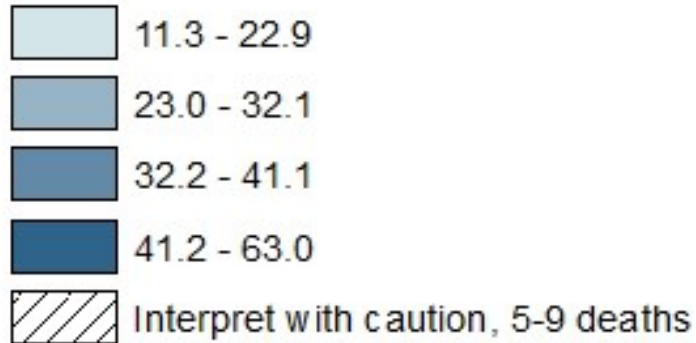 11.3 - 22.9
23.0 - 32.1
32.2 - 41.1
41.2 - 63.0
Interpret with caution, 5-9 deaths